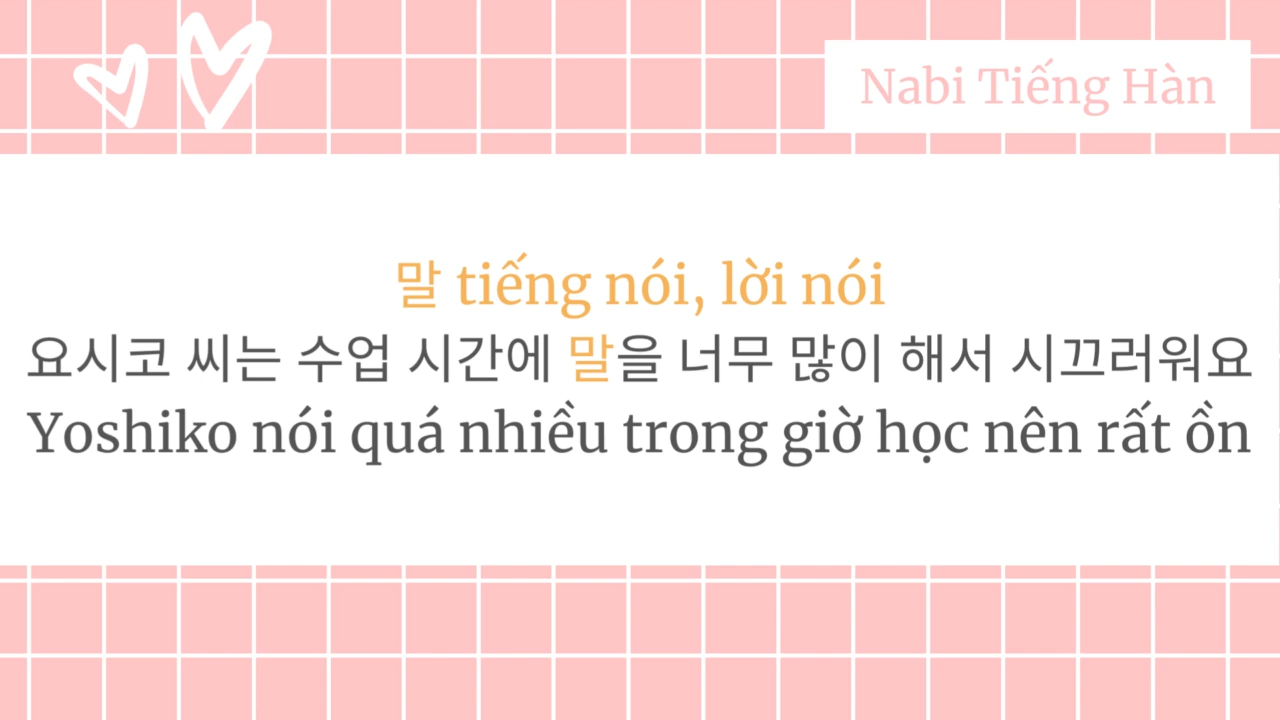 Nabi Tiếng Hàn
말 tiếng nói, lời nói
요시코 씨는 수업 시간에 말을 너무 많이 해서 시끄러워요
Yoshiko nói quá nhiều trong giờ học nên rất ồn